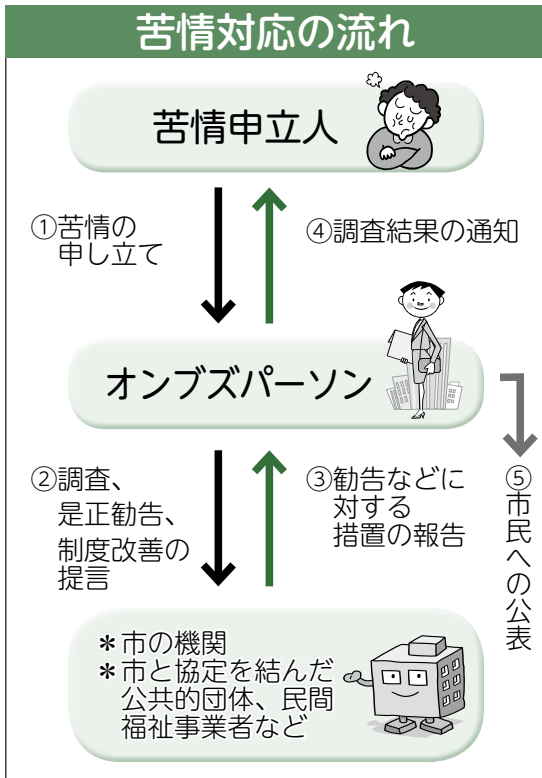 苦情対応の流れ
苦情申立人
①苦情の
申し立て
④調査結果の通知
オンブズパーソン
②調査、
是正勧告、
制度改善の
提言
③勧告などに
対する
措置の報告
⑤市民への公表
＊市の機関
＊市と協定を結んだ
公共的団体、民間
福祉事業者など